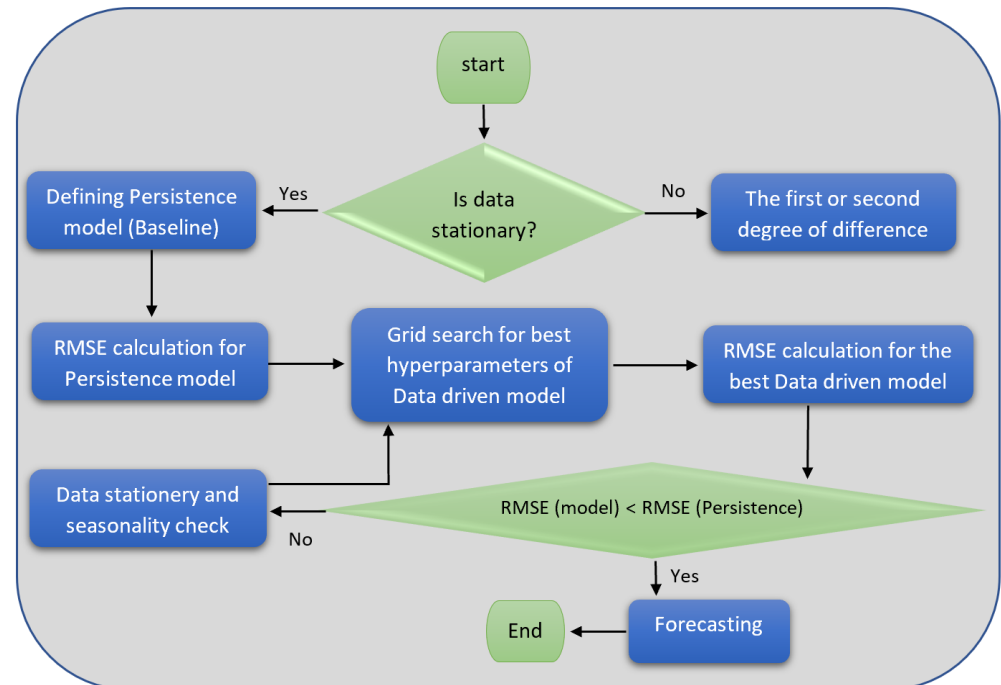 start
Is data
stationary?
Yes
No
Defining Persistence
model (Baseline)
The first or second
degree of difference
RMSE calculation for
Persistence model
Grid search for best
hyperparameters of
Data driven model
RMSE calculation for the
best Data driven model
Data stationery and
seasonality check
No
RMSE (model) < RMSE (Persistence)
Yes
Forecasting
End